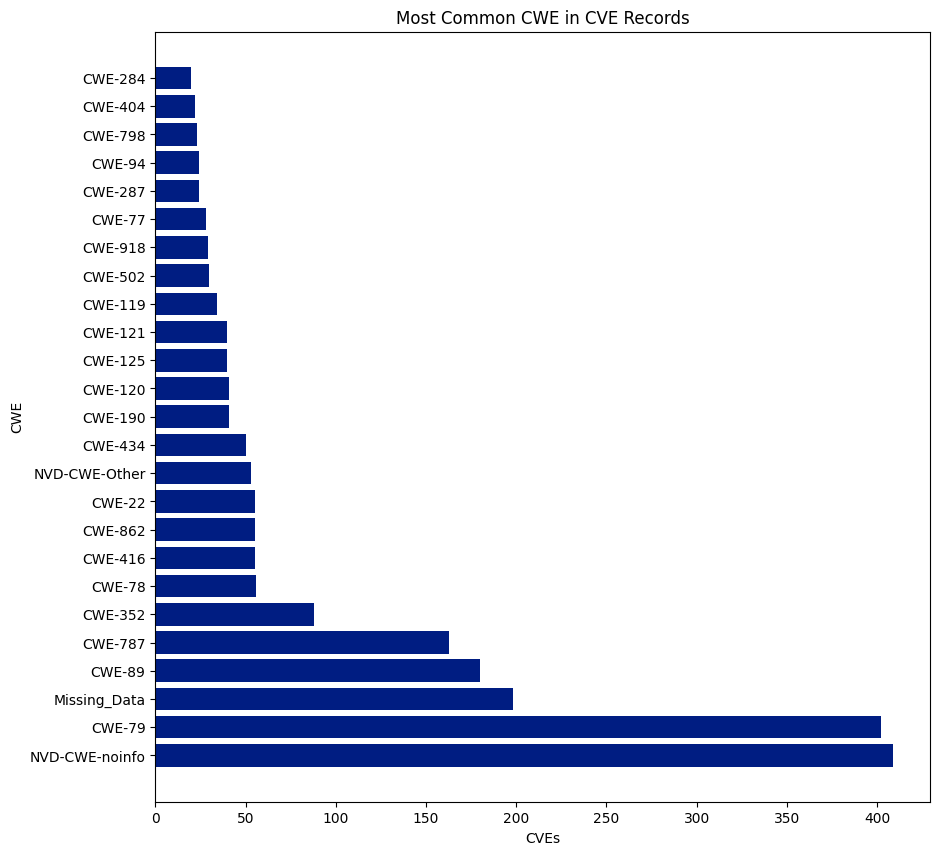 Most Common CWE in CVE Records
CWE
CWE-284
CWE-404
CWE-798
CWE-94
CWE-287
CWE-77
CWE-918
CWE-502
CWE-119
CWE-121
CWE-125
CWE-120
CWE-190
CWE-434
NVD-CWE-Other
CWE-22
CWE-862
CWE-416
CWE-78
CWE-352
CWE-787
CWE-89
Missing_Data
CWE-79
NVD-CWE-noinfo
0 50 100 150 200 250 300 350 400
CVEs